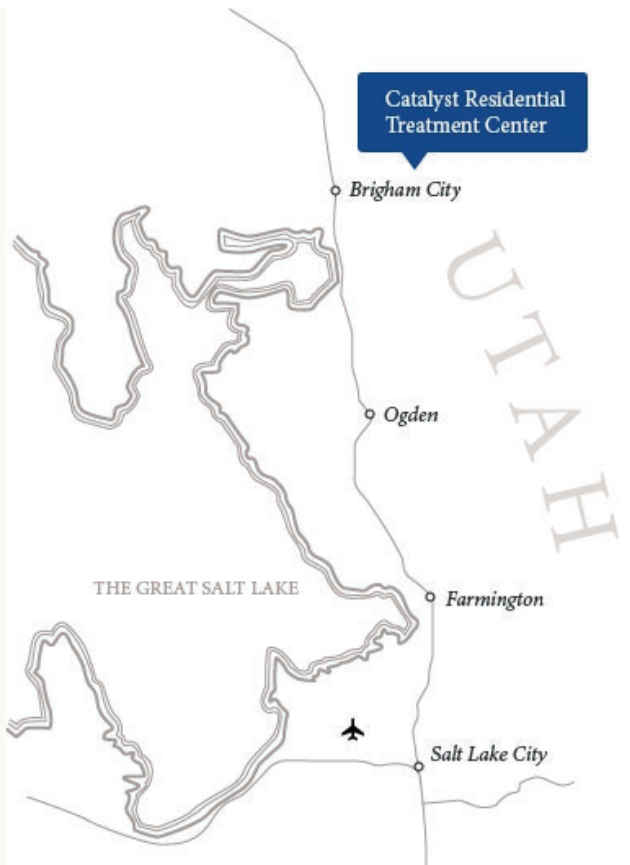 Catalyst Residential
Treatment Center
Brigham City
UTAH
Ogden
THE GREAT SALT LAKE
Farmington
Salt Lake City